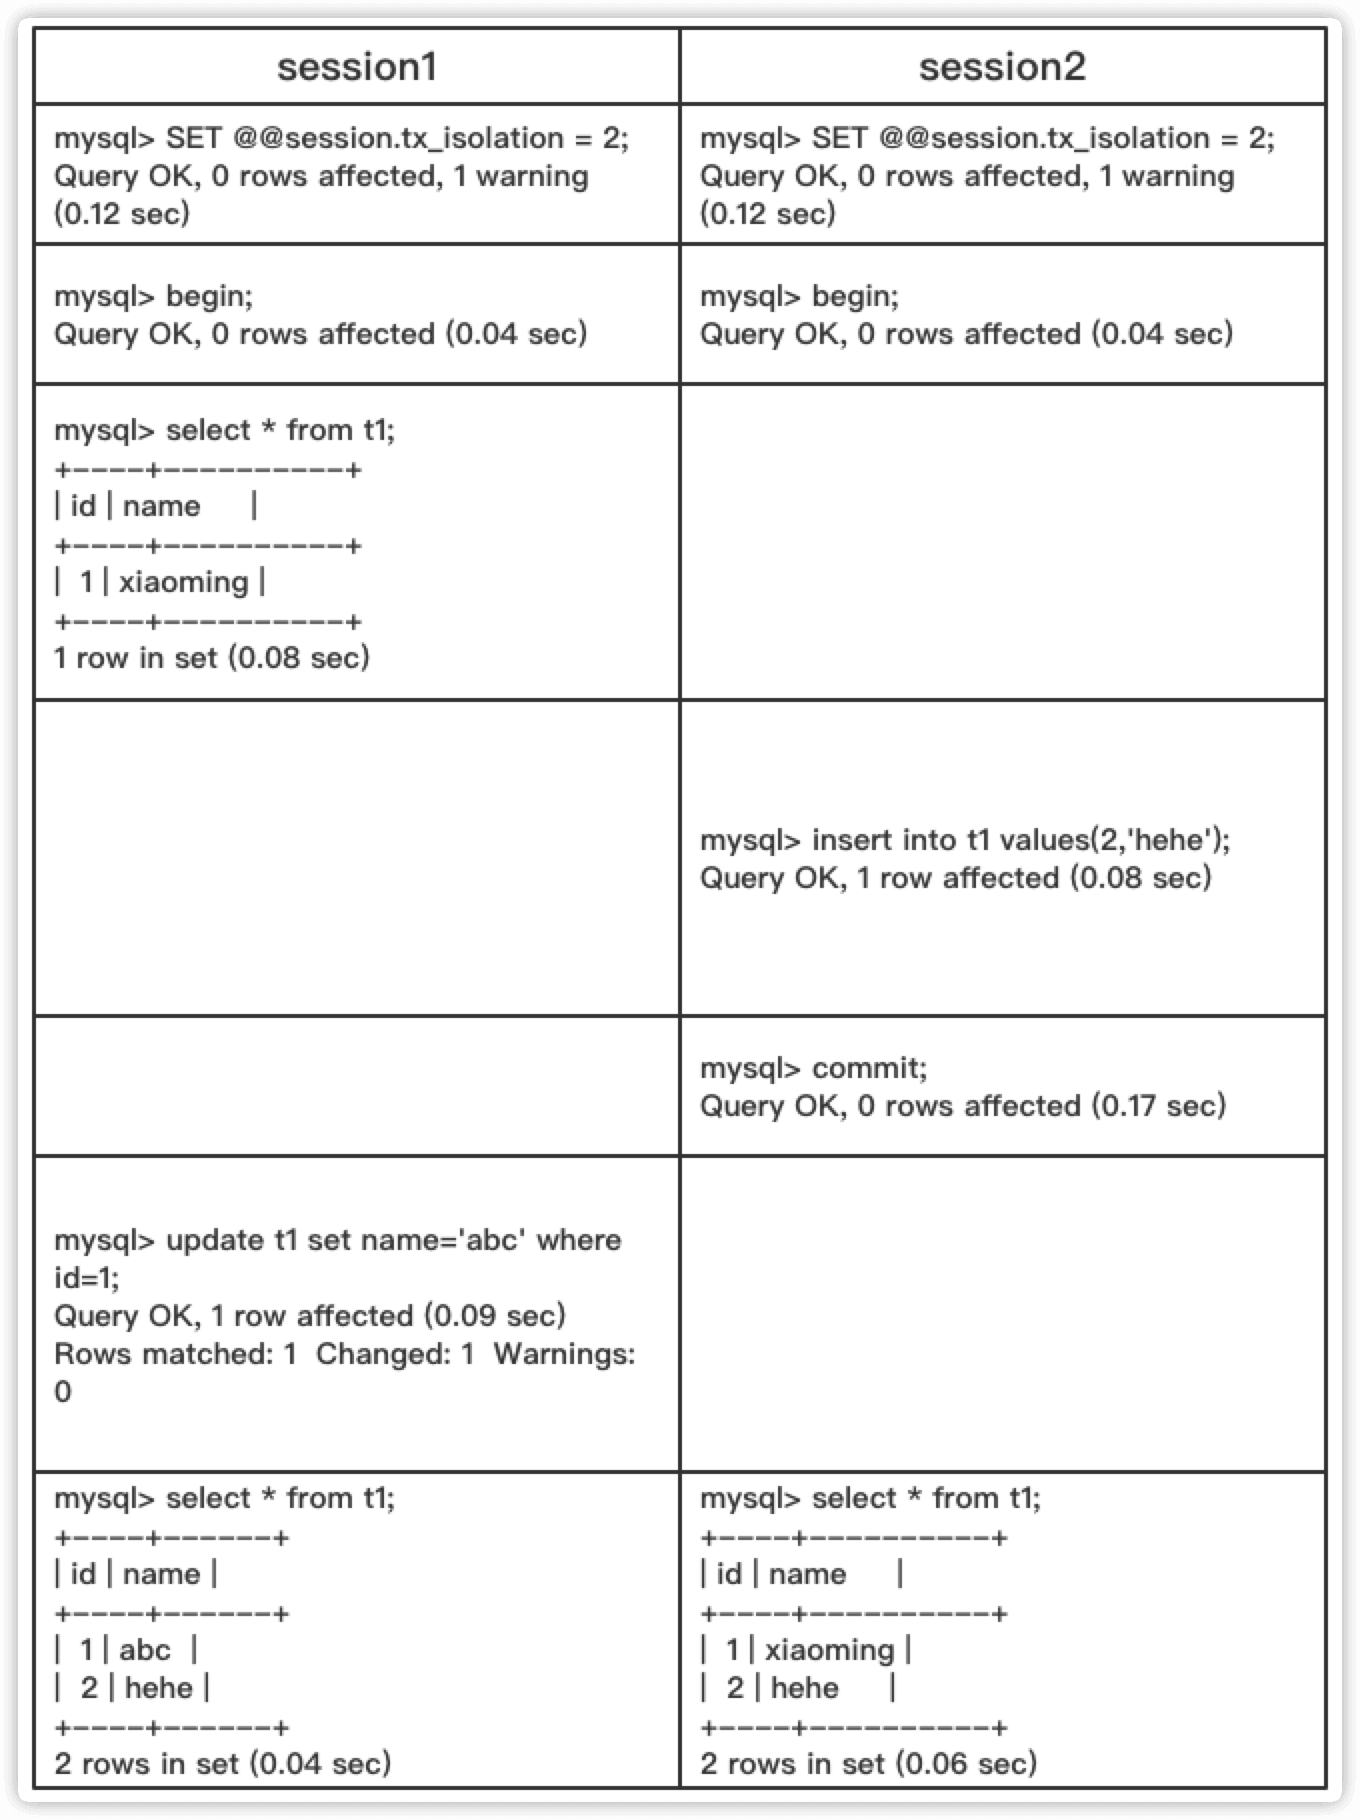 session1
session2
mysql> SET @@session.tx_isolation = 2;
Query OK, 0 rows affected, 1 warning
(0.12 sec)
mysql> SET @@session.tx_isolation = 2;
Query OK, 0 rows affected, 1 warning
(0.12 sec)
mysql> begin;
Query OK, 0 rows affected (0.04 sec)
mysql> begin;
Query OK, 0 rows affected (0.04 sec)
mysql> select * from t1;
+----+----------+
| id | name     |
+----+----------+
|  1 | xiaoming |
+----+----------+
1 row in set (0.08 sec)
mysql> insert into t1 values(2,'hehe');
Query OK, 1 row affected (0.08 sec)
mysql> commit;
Query OK, 0 rows affected (0.17 sec)
mysql> update t1 set name='abc' where
id=1;
Query OK, 1 row affected (0.09 sec)
Rows matched: 1  Changed: 1  Warnings:
0
mysql> select * from t1;
+----+------+
| id | name |
+----+------+
|  1 | abc  |
|  2 | hehe |
+----+------+
2 rows in set (0.04 sec)
mysql> select * from t1;
+----+----------+
| id | name     |
+----+----------+
|  1 | xiaoming |
|  2 | hehe     |
+----+----------+
2 rows in set (0.06 sec)